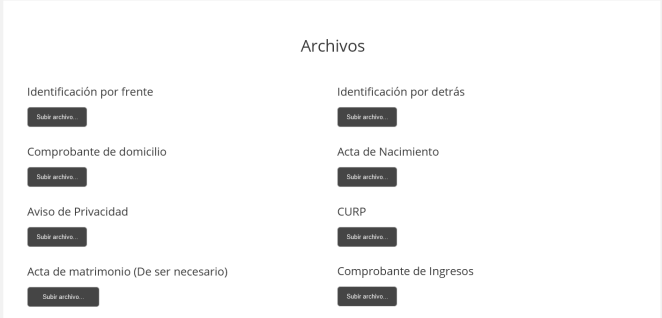 Archivos
Identificación por frente
Identificación por detrás
Subir archivo...
Subir archivo...
Comprobante de domicilio
Acta de Nacimiento
Subir archivo...
Subir archivo...
Aviso de Privacidad
CURP
Subir archivo...
Subir archivo...
Acta de matrimonio (De ser necesario)
Comprobante de Ingresos
Subir archivo...
Subir archivo...